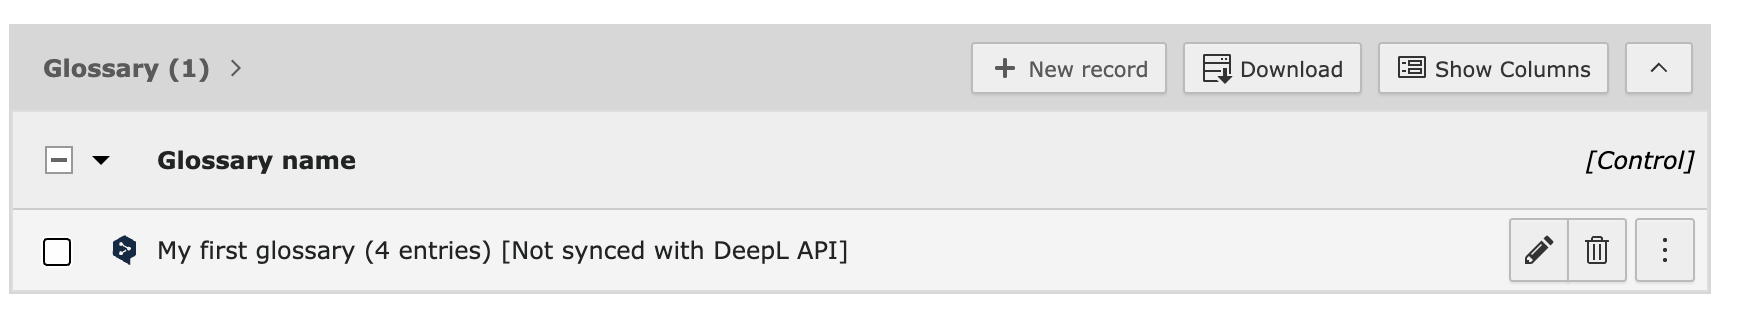 Glossary (1)
New record
Download
Show Columns
Glossary name
[Control]
My first glossary (4 entries) [Not synced with DeepL API]